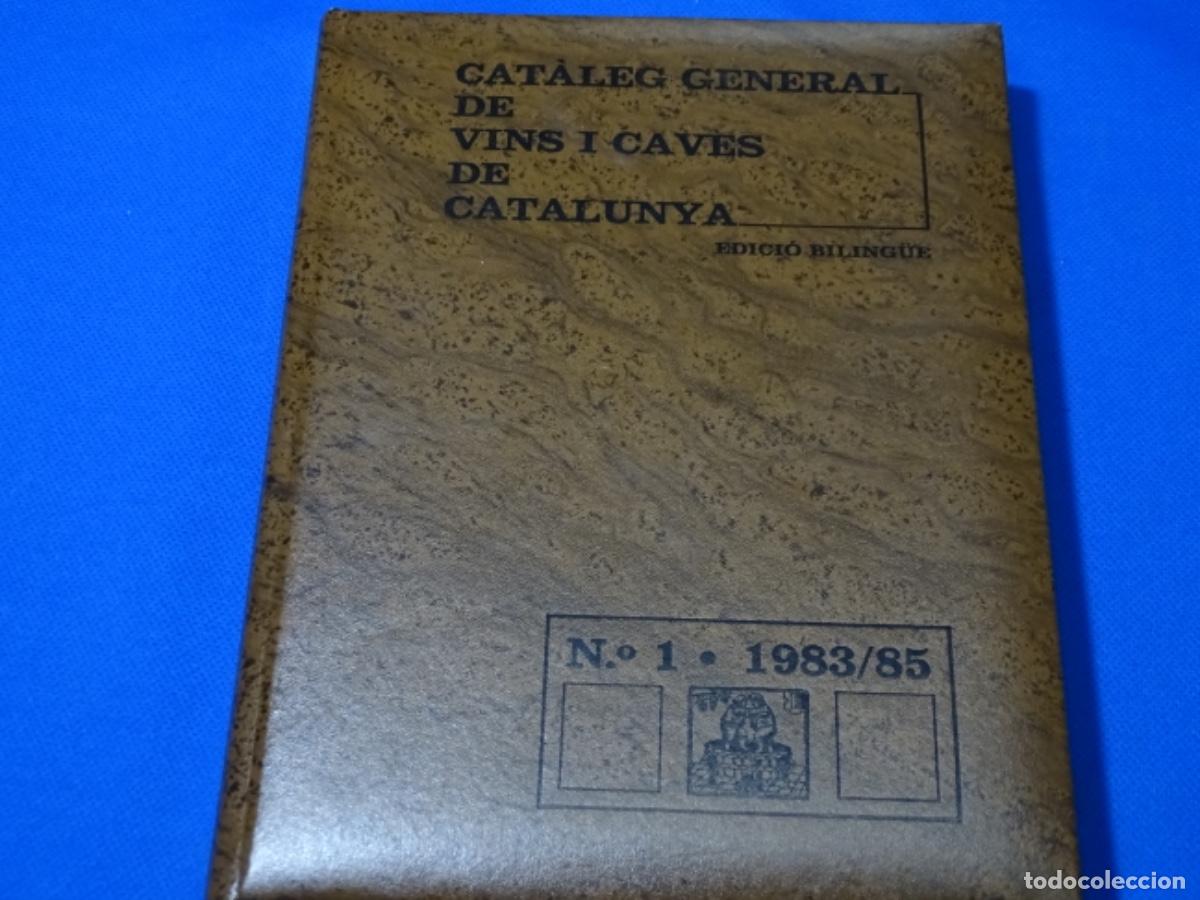 CATÀLEG GENERAL
DE
VINS I CAVES
DE
CATALUNYA
EDICIÓ BILINGÜE
N.º 1 • 1983/85
todocoleccion